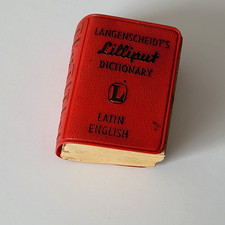 LANGENSCHEIDT'S
Lilliput
DICTIONARY
L
LATIN
ENGLISH